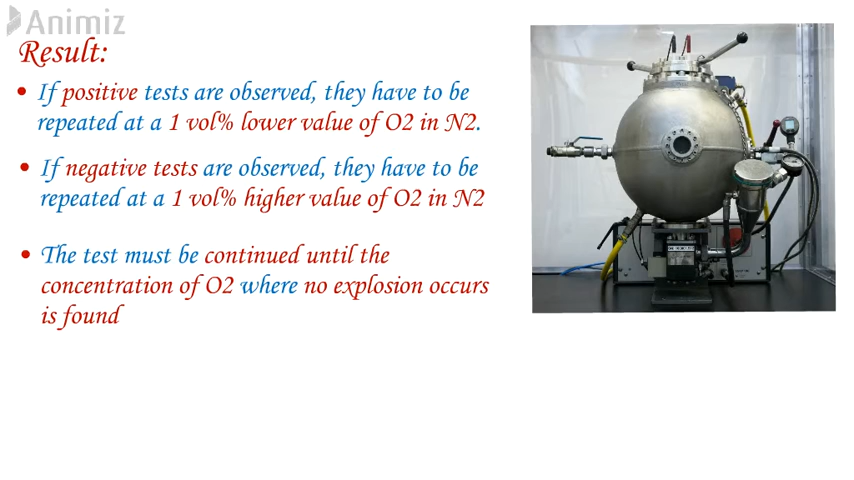 Animiz
Result:
• If positive tests are observed, they have to be
repeated at a 1 vol% lower value of O2 in N2.
• If negative tests are observed, they have to be
repeated at a 1 vol% higher value of O2 in N2
• The test must be continued until the
concentration of O2 where no explosion occurs
is found